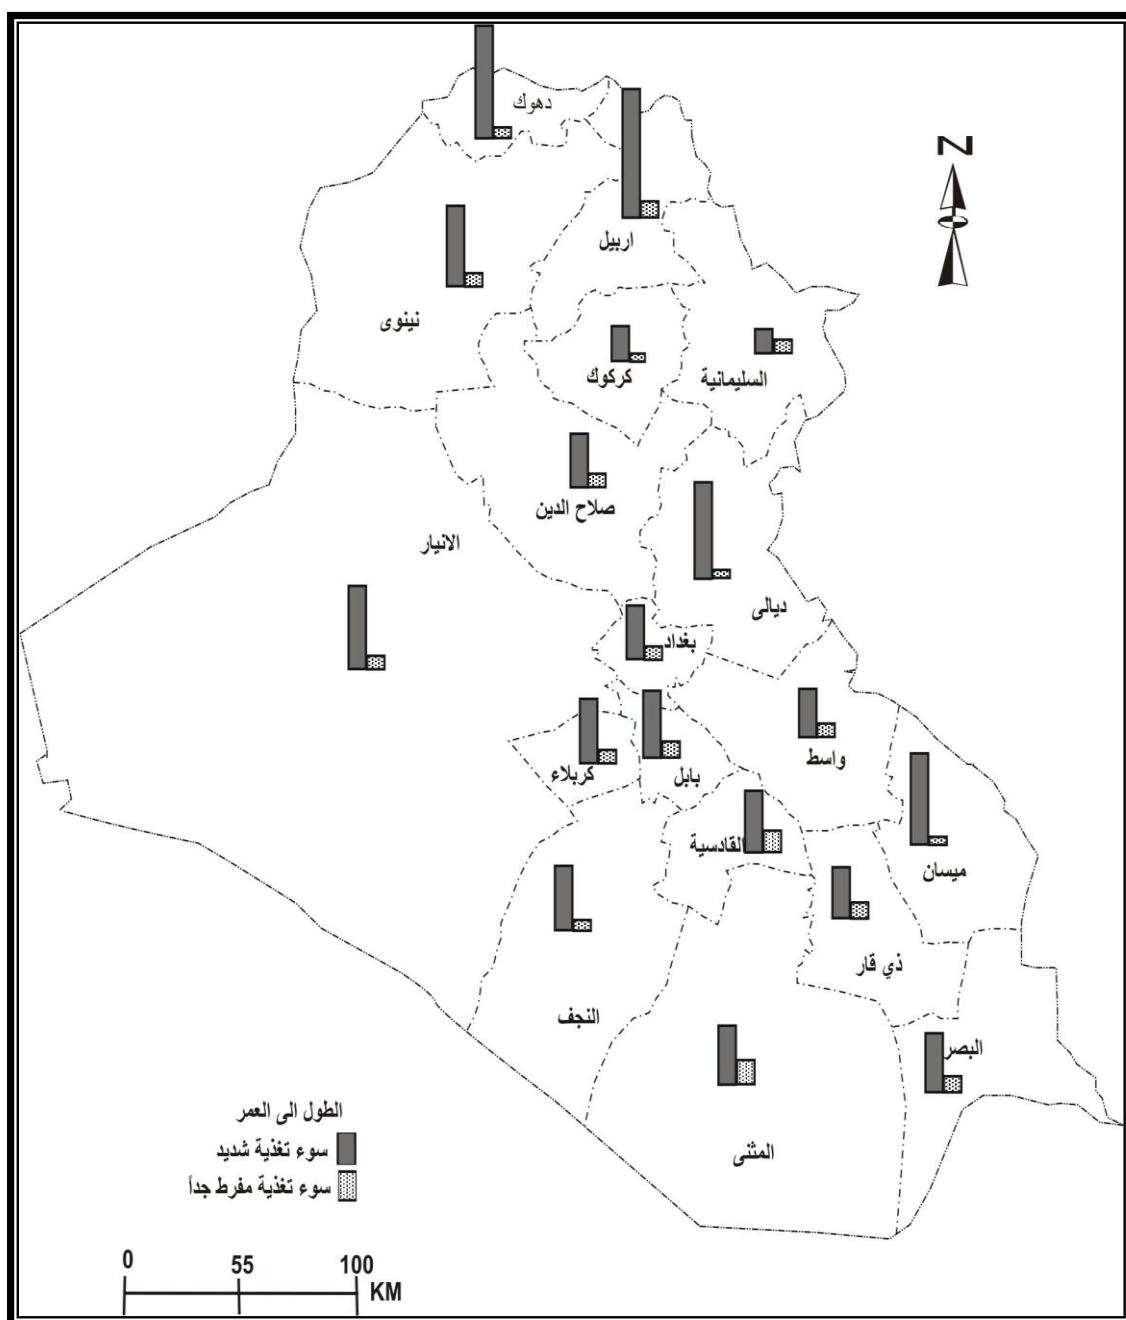 دهوك
N
اربيل
نينوى
كركوك
السليمانية
صلاح الدين
الانبار
ديالى
بغداد
واسط
كربلاء
بابل
القادسية
ميسان
ذي قار
النجف
البصر
المثنى
الطول الى العمر
سوء تغذية شديد
سوء تغذية مفرط جداً
0 55 100
KM